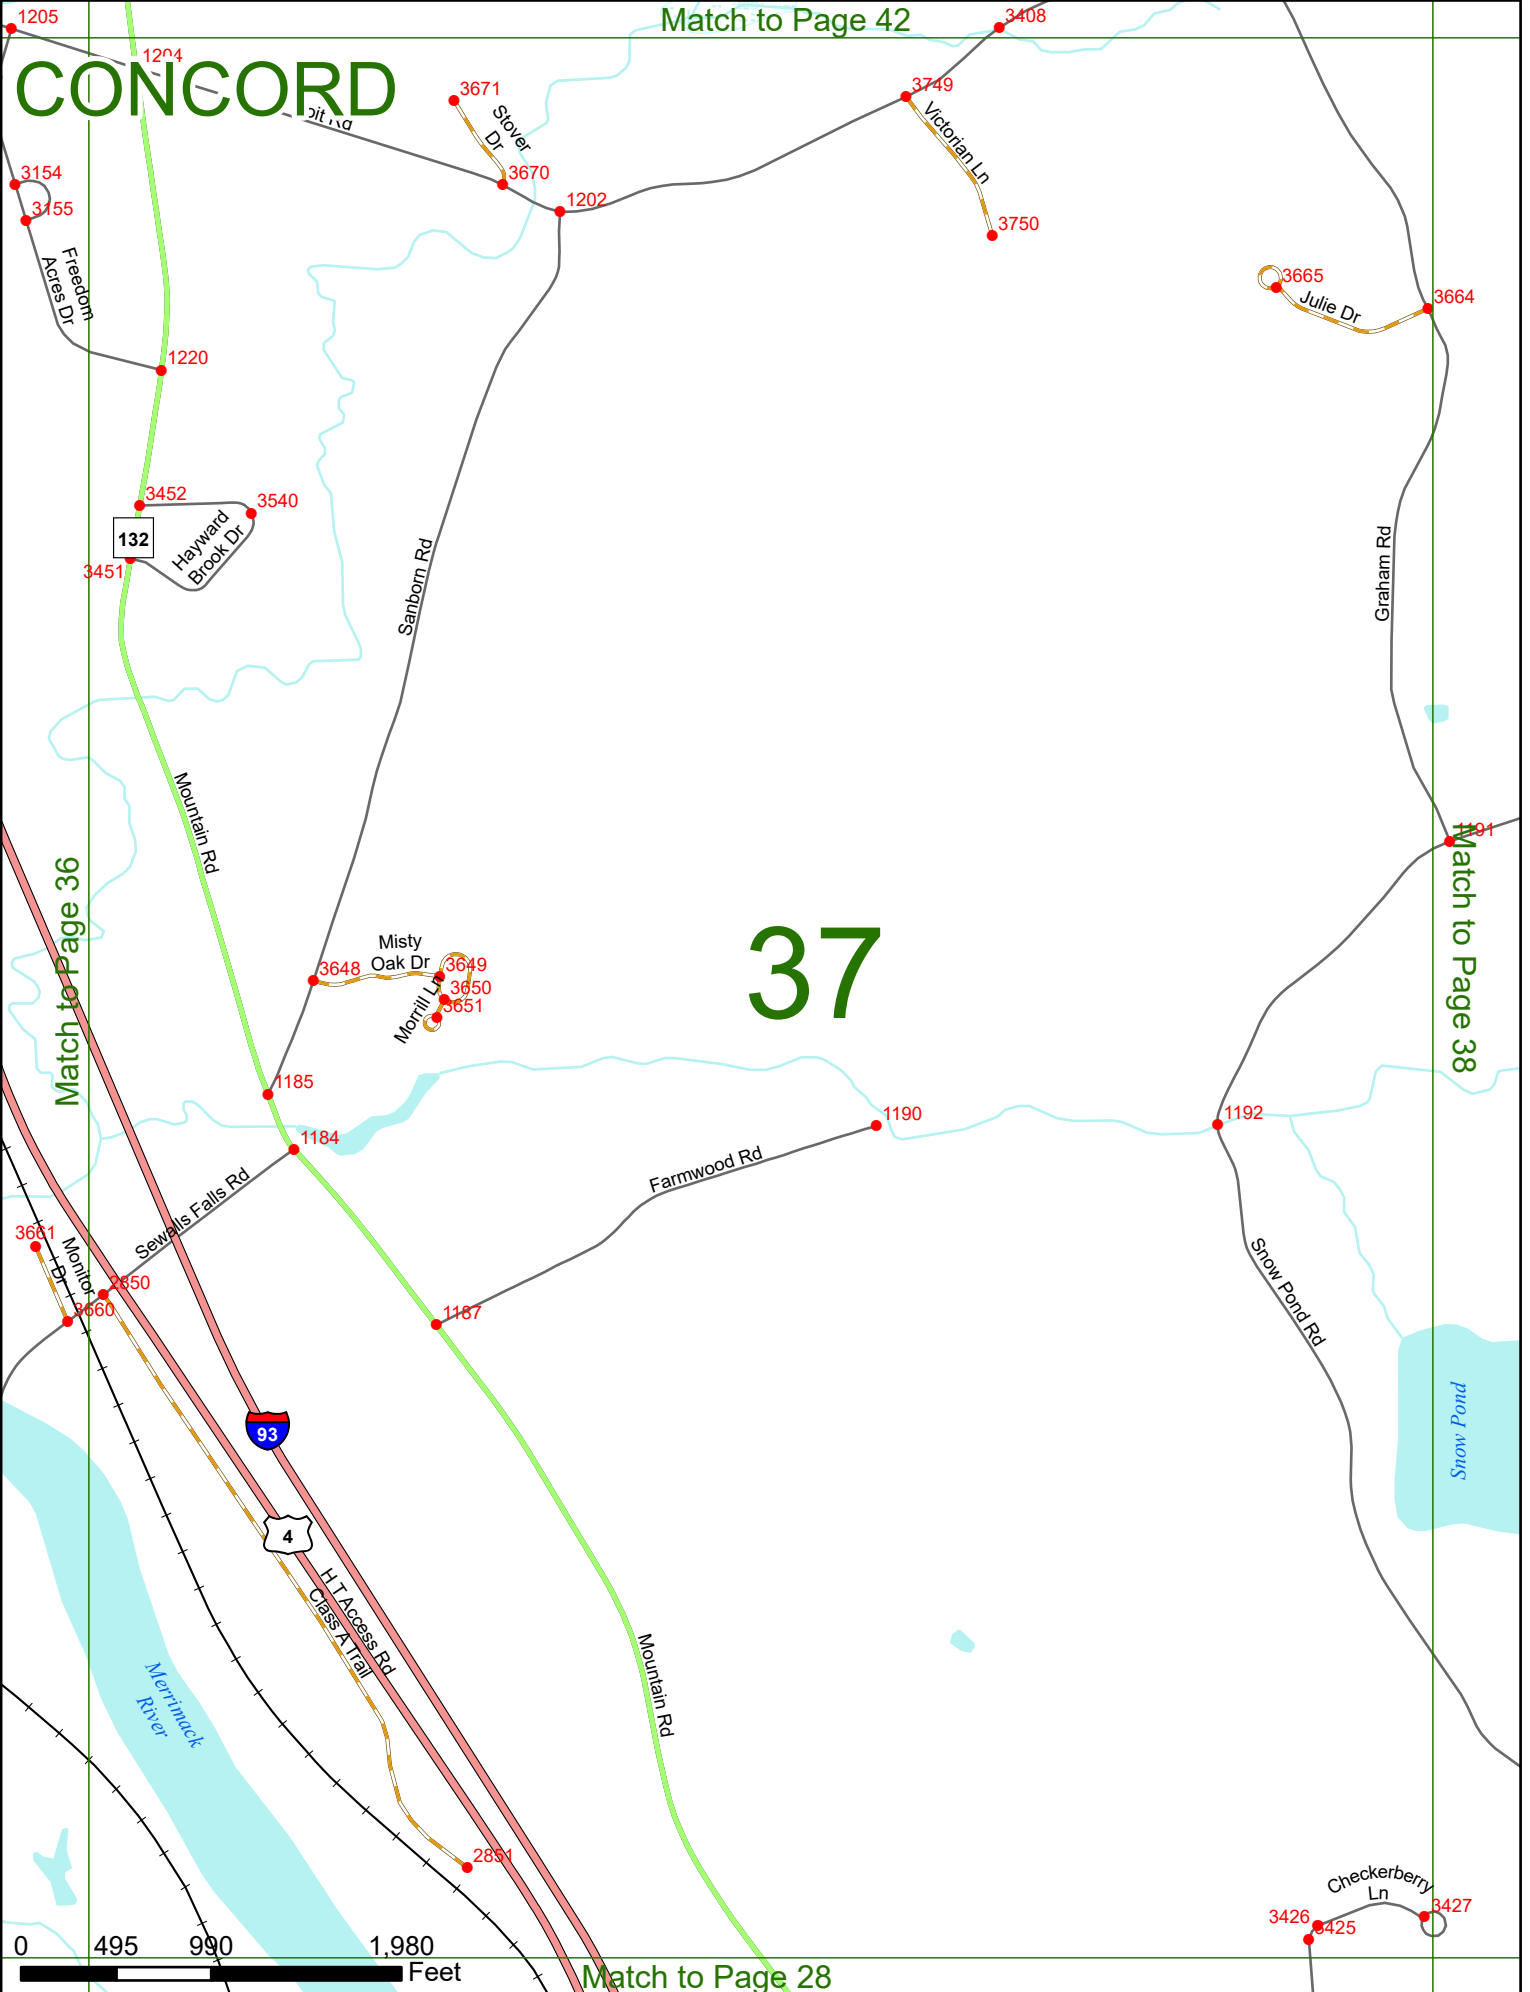 Match to Page 42
1205
3408
1204
CONCORD
3671
3749
Stover
Dr
Victorian Ln
3154
3670
1202
3155
3750
Freedom
Acres Dr
3665
Julie Dr
3664
1220
3452
3540
132
Hayward
Brook Dr
3451
Sanborn Rd
Graham Rd
Mountain Rd
1191
Match to Page 36
Match to Page 38
37
Misty
Oak Dr
3648
3649
3650
3651
Morrill Ln
1185
1184
1190
1192
Farmwood Rd
Sewalls Falls Rd
3661
Monitor
Dr
2850
3660
1187
Snow Pond Rd
Snow Pond
93
4
H T Access Rd
Class A Trail
Mountain Rd
Merrimack
River
2851
Checkerberry
Ln
3427
3426
3425
0 495 990 1,980
Feet
Match to Page 28